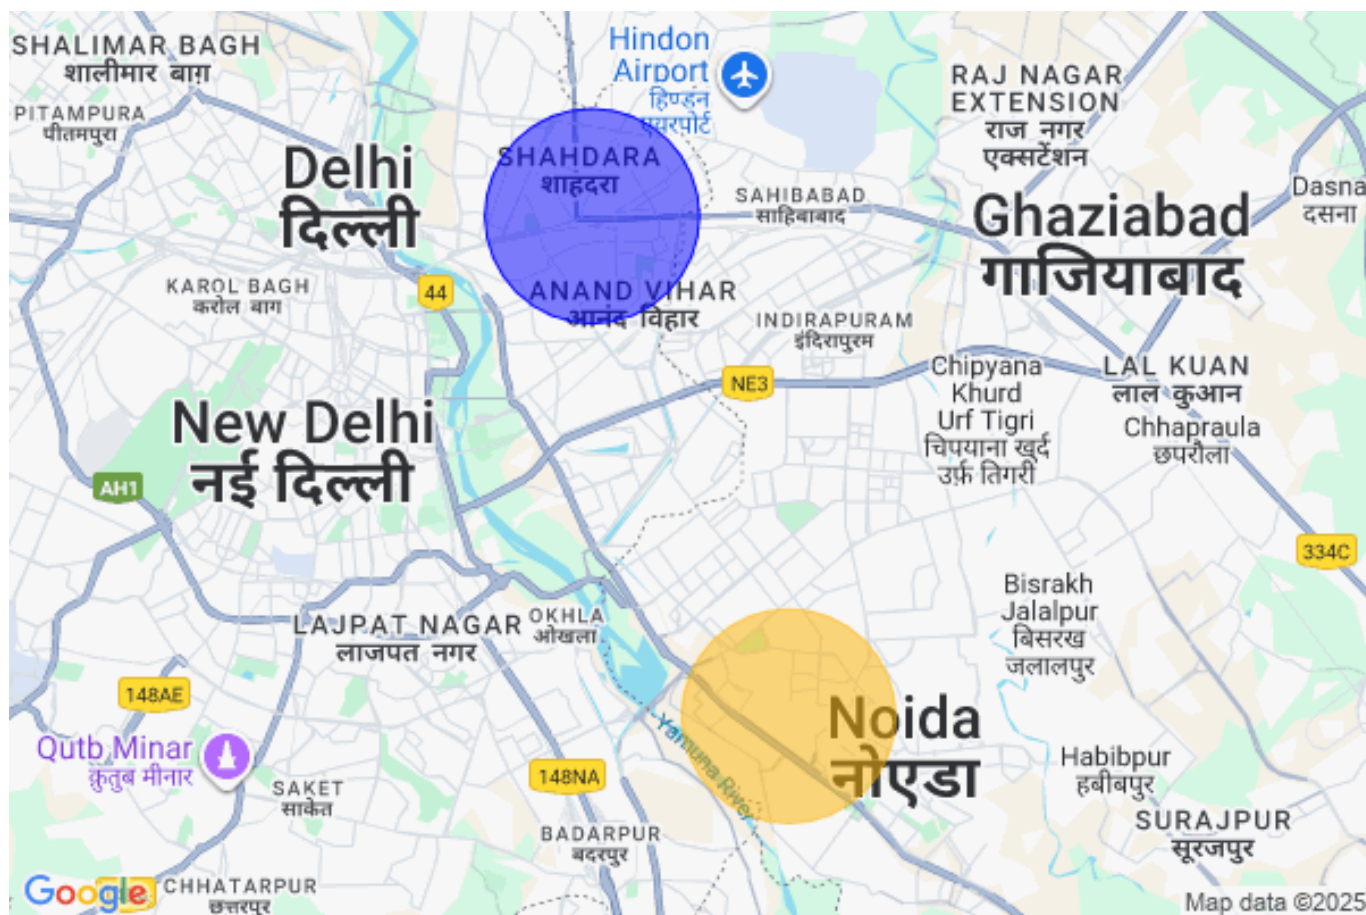 SHALIMAR BAGH
शालीमार बाग़
PITAMPURA
पीतमपुरा
Delhi
दिल्ली
SHAHDARA
शाहदरा
Hindon
Airport
हिण्डन
एयरपोर्ट
RAJ NAGAR
EXTENSION
राज नगर
एक्सटेंशन
SAHIBABAD
साहिबाबाद
Ghaziabad
गाजियाबाद
Dasna
दसना
KAROL BAGH
करोल बाग
44
ANAND VIHAR
आनंद विहार
INDIRAPURAM
इंदिरापुरम
NE3
Chipyana
Khurd
Urf Tigri
चिपयाना खुर्द
उर्फ़ तिगरी
LAL KUAN
लाल कुआन
Chhapraula
छपरौला
New Delhi
नई दिल्ली
AH1
334C
Bisrakh
Jalalpur
बिसरख
जलालपुर
LAJPAT NAGAR
लाजपत नगर
OKHLA
ओखला
148AE
Qutb Minar
क़ुतुब मीनार
SAKET
साकेत
Yamuna River
148NA
Noida
नोएडा
Habibpur
हबीबपुर
BADARPUR
बदरपुर
SURAJPUR
सूरजपुर
Google
CHHATARPUR
छत्तरपुर
Map data ©2025